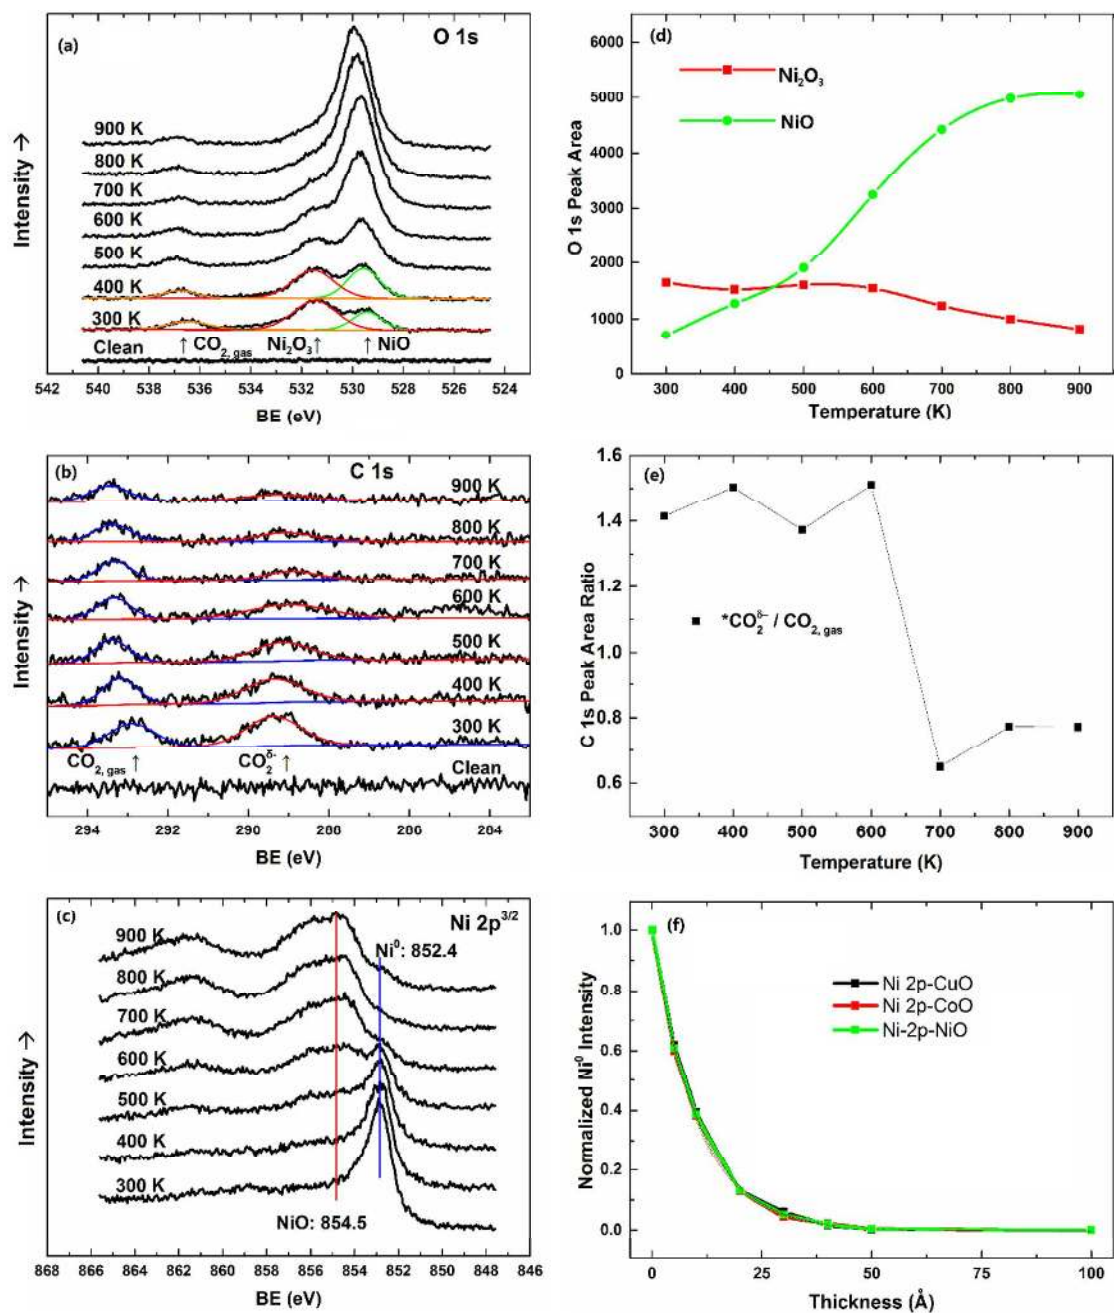 (a)
O 1s
900 K
800 K
700 K
600 K
500 K
400 K
300 K
Clean
↑ CO2, gas
Ni2O3↑
↑ NiO
542 540 538 536 534 532 530 528 526 524
BE (eV)
Intensity →
(d)
Ni2O3
NiO
6000
5000
4000
3000
2000
1000
0
300 400 500 600 700 800 900
Temperature (K)
O 1s Peak Area
(b)
C 1s
900 K
800 K
700 K
600 K
500 K
400 K
300 K
CO2, gas ↑
CO2δ- ↑
Clean
294 292 290 288 286 284
BE (eV)
Intensity →
(e)
1.6
1.4
1.2
1.0
0.8
0.6
*CO2δ– / CO2, gas
300 400 500 600 700 800 900
Temperature (K)
C 1s Peak Area Ratio
(c)
Ni 2p3/2
Ni0: 852.4
900 K
800 K
700 K
600 K
500 K
400 K
300 K
NiO: 854.5
868 866 864 862 860 858 856 854 852 850 848 846
BE (eV)
Intensity →
(f)
Ni 2p-CuO
Ni 2p-CoO
Ni-2p-NiO
1.0
0.8
0.6
0.4
0.2
0.0
0 25 50 75 100
Thickness (Å)
Normalized Ni0 Intensity